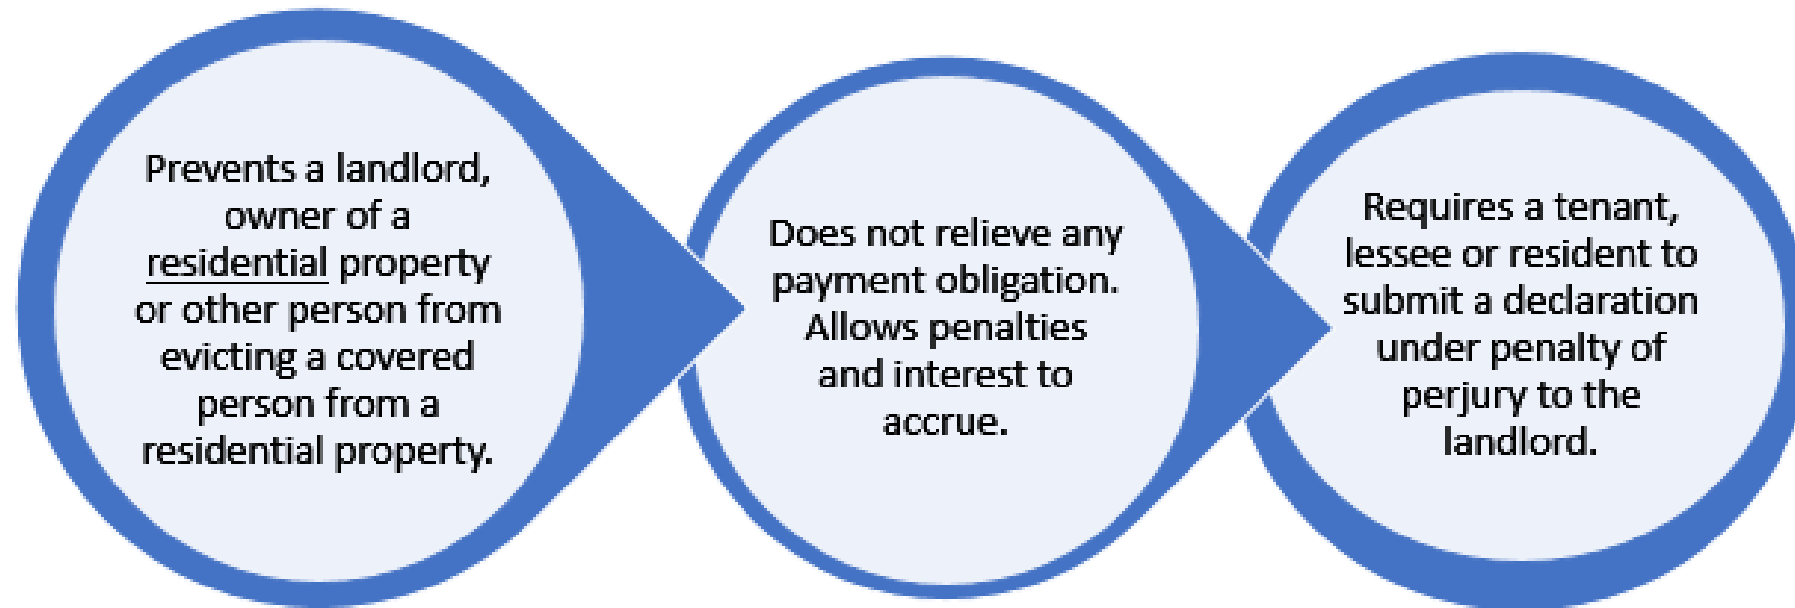 Prevents a landlord,
owner of a
residential property
or other person from
evicting a covered
person from a
residential property.
Does not relieve any
payment obligation.
Allows penalties
and interest to
accrue.
Requires a tenant,
lessee or resident to
submit a declaration
under penalty of
perjury to the
landlord.